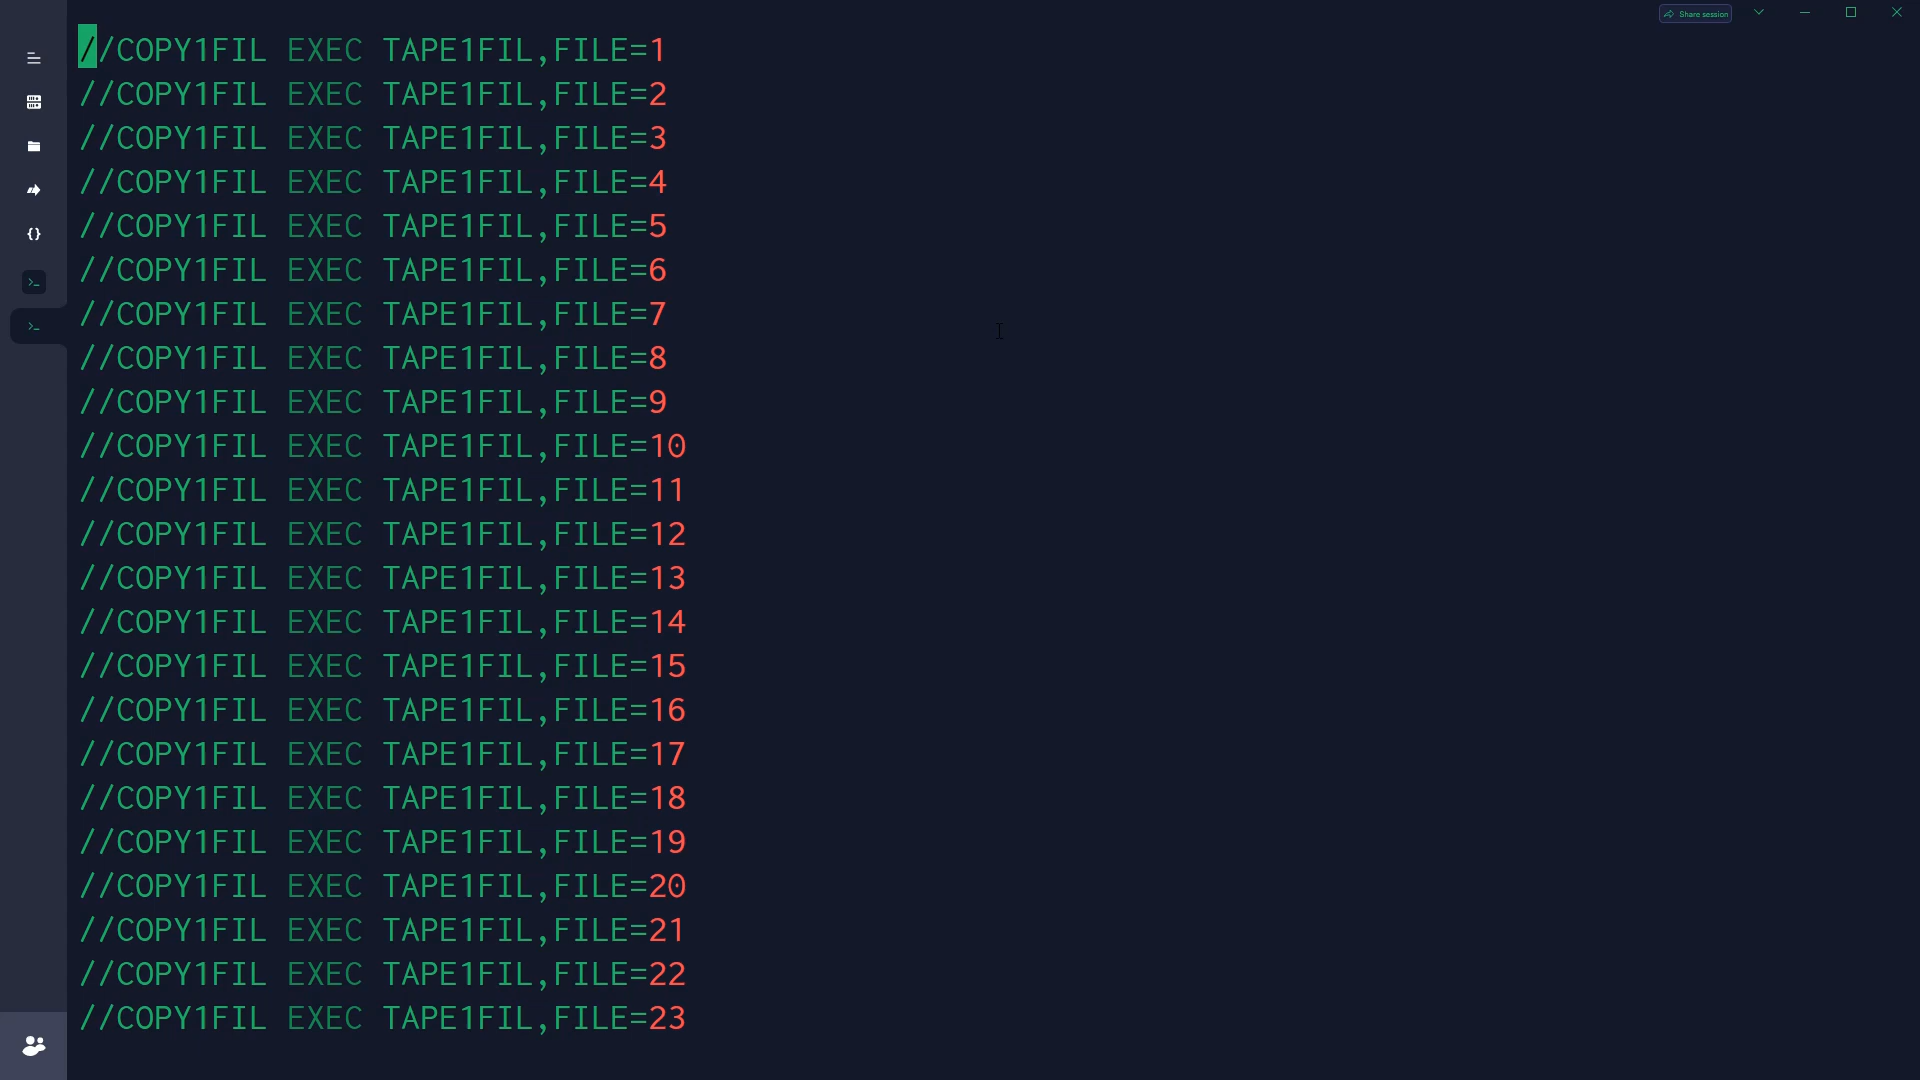 Share session
//COPY1FIL EXEC TAPE1FIL,FILE=1
//COPY1FIL EXEC TAPE1FIL,FILE=2
//COPY1FIL EXEC TAPE1FIL,FILE=3
//COPY1FIL EXEC TAPE1FIL,FILE=4
//COPY1FIL EXEC TAPE1FIL,FILE=5
//COPY1FIL EXEC TAPE1FIL,FILE=6
//COPY1FIL EXEC TAPE1FIL,FILE=7
//COPY1FIL EXEC TAPE1FIL,FILE=8
//COPY1FIL EXEC TAPE1FIL,FILE=9
//COPY1FIL EXEC TAPE1FIL,FILE=10
//COPY1FIL EXEC TAPE1FIL,FILE=11
//COPY1FIL EXEC TAPE1FIL,FILE=12
//COPY1FIL EXEC TAPE1FIL,FILE=13
//COPY1FIL EXEC TAPE1FIL,FILE=14
//COPY1FIL EXEC TAPE1FIL,FILE=15
//COPY1FIL EXEC TAPE1FIL,FILE=16
//COPY1FIL EXEC TAPE1FIL,FILE=17
//COPY1FIL EXEC TAPE1FIL,FILE=18
//COPY1FIL EXEC TAPE1FIL,FILE=19
//COPY1FIL EXEC TAPE1FIL,FILE=20
//COPY1FIL EXEC TAPE1FIL,FILE=21
//COPY1FIL EXEC TAPE1FIL,FILE=22
//COPY1FIL EXEC TAPE1FIL,FILE=23